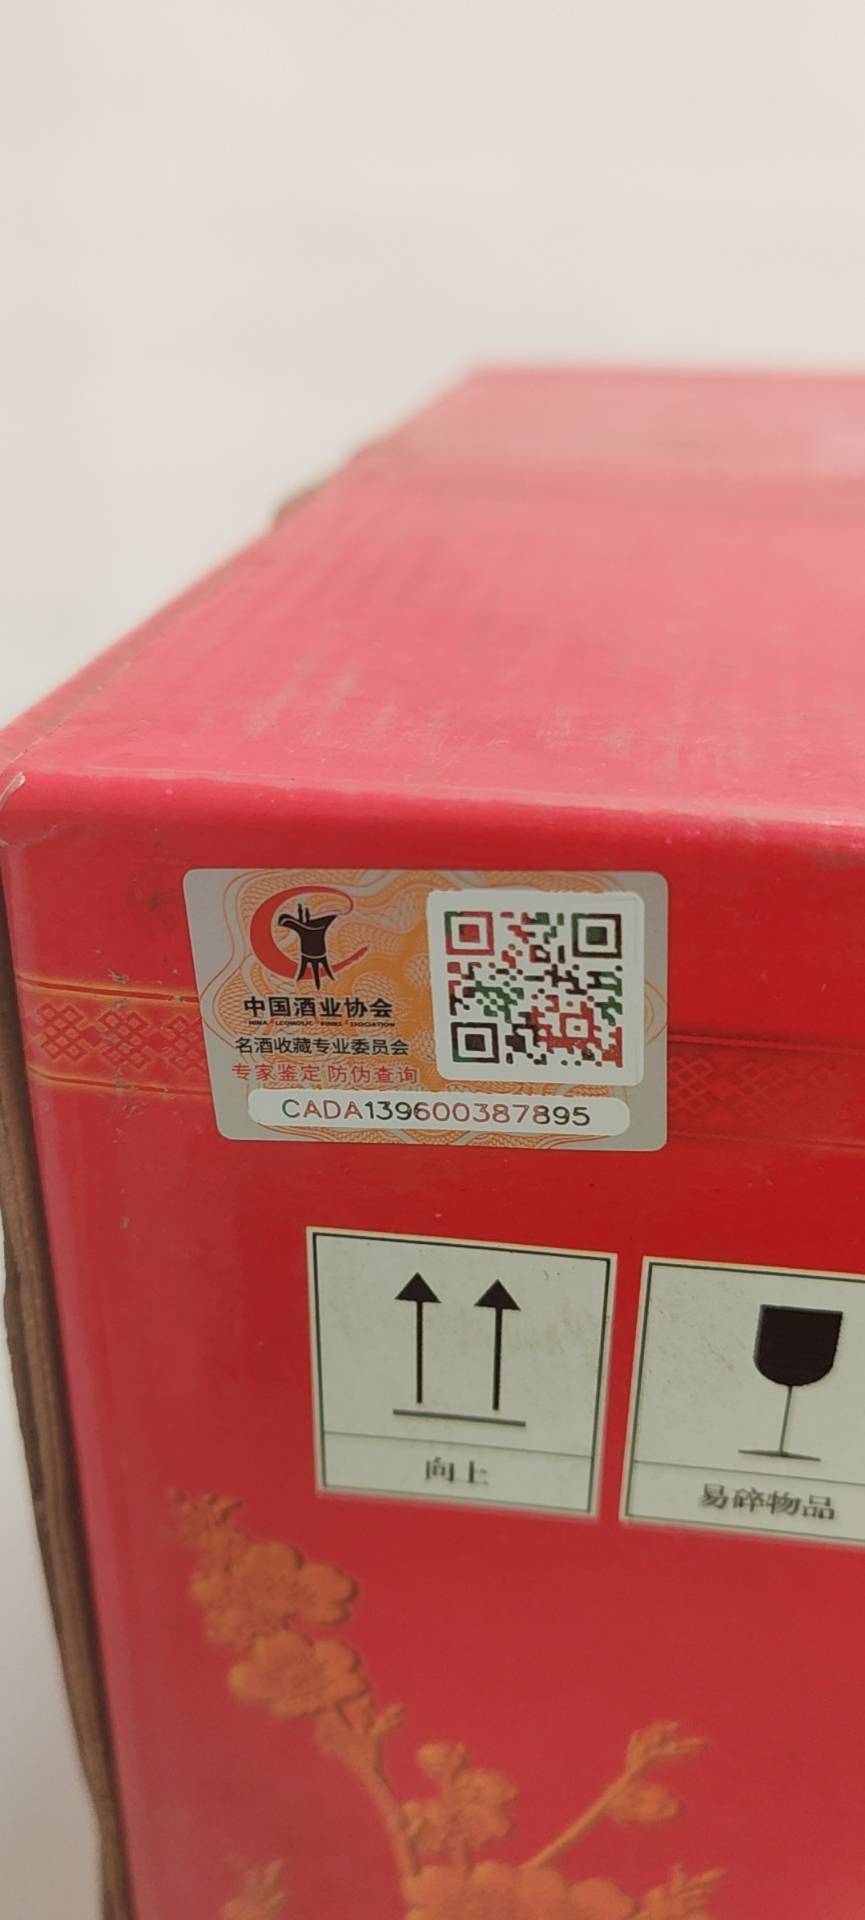 中国酒业协会
名酒收藏专业委员会
专家鉴定 防伪查询
CADA139600387895
向上
易碎物品